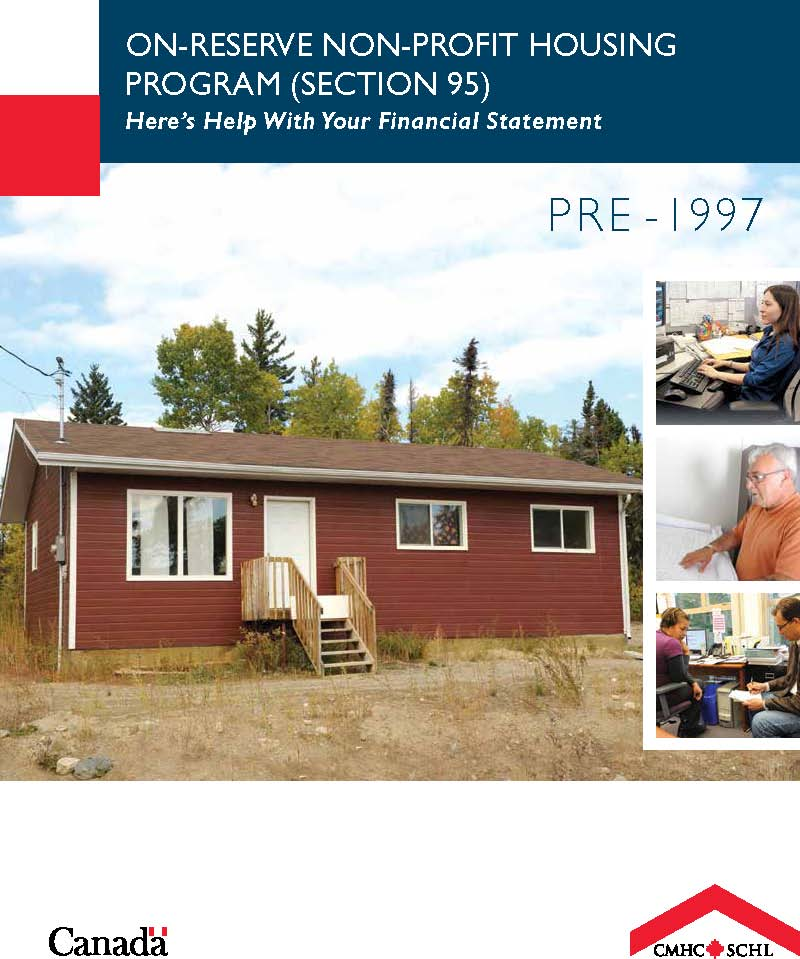 ON-RESERVE NON-PROFIT HOUSING
PROGRAM (SECTION 95)
Here's Help With Your Financial Statement
PRE - 1997
Canada
CMHC SCHL